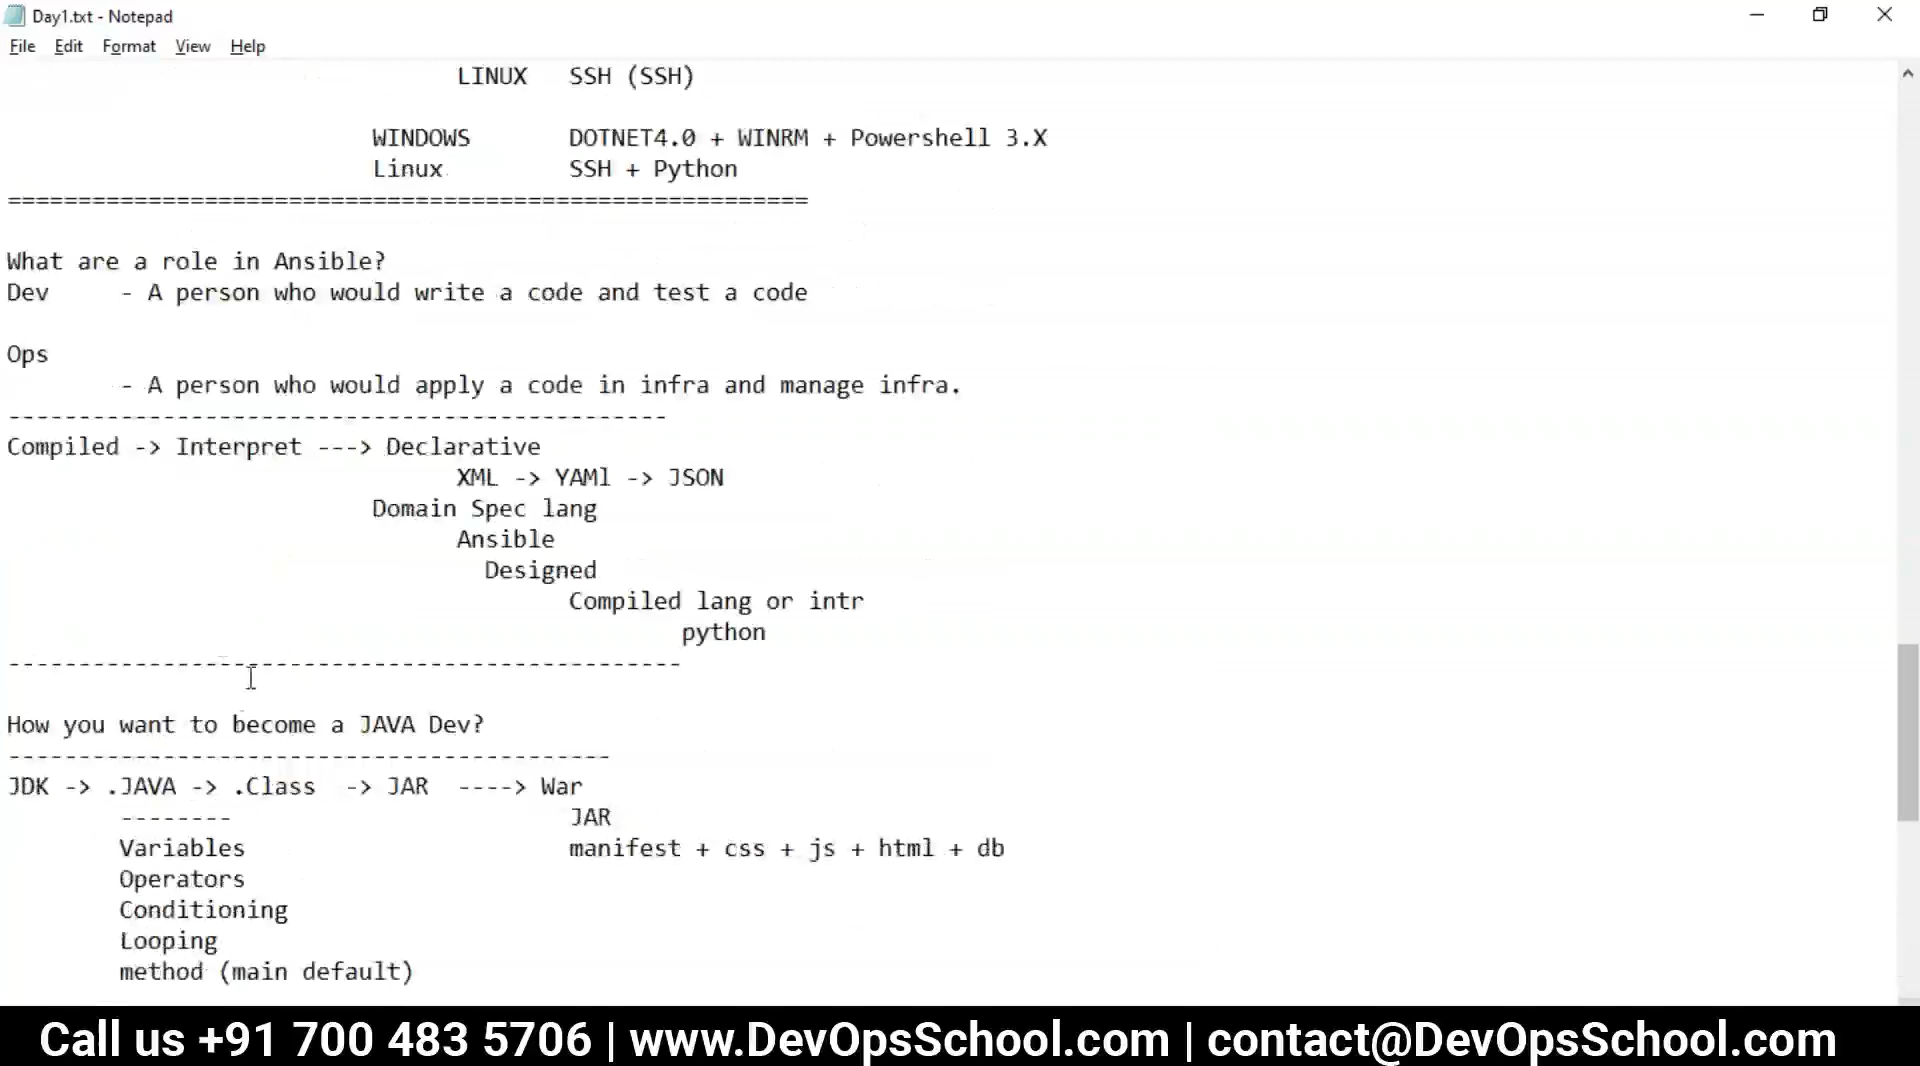 Day1.txt - Notepad
File Edit Format View Help
LINUX SSH (SSH)
WINDOWS DOTNET4.0 + WINRM + Powershell 3.X
Linux SSH + Python
=========================================================
What are a role in Ansible?
Dev - A person who would write a code and test a code
Ops
- A person who would apply a code in infra and manage infra.
-----------------------------------------------
Compiled -> Interpret ---> Declarative
XML -> YAMl -> JSON
Domain Spec lang
Ansible
Designed
Compiled lang or intr
python
------------------------------------------------
How you want to become a JAVA Dev?
-------------------------------------------
JDK -> .JAVA -> .Class -> JAR ----> War
-------- JAR
Variables manifest + css + js + html + db
Operators
Conditioning
Looping
method (main default)
Call us +91 700 483 5706 | www.DevOpsSchool.com | contact@DevOpsSchool.com